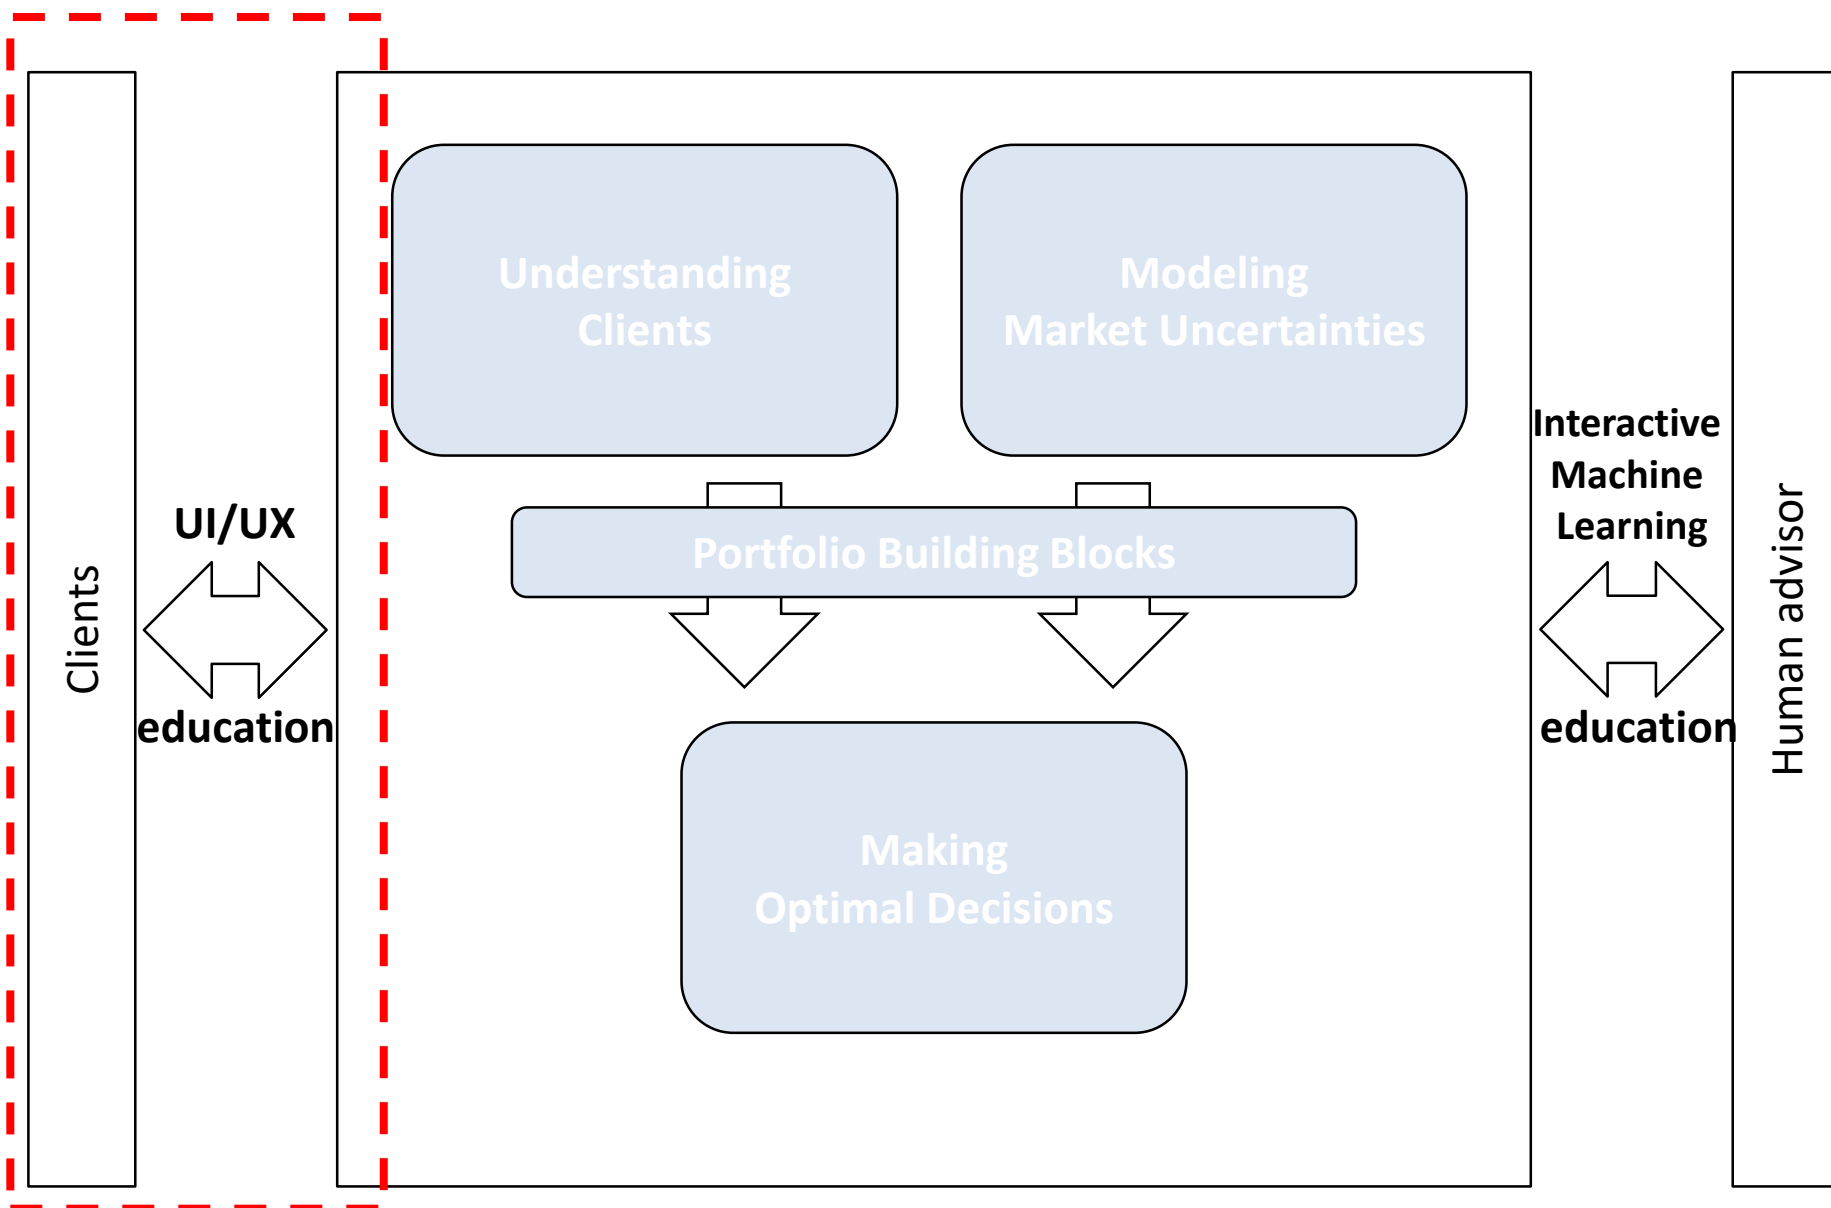 Clients
UI/UX
education
Understanding
Clients
Modeling
Market Uncertainties
Portfolio Building Blocks
Making
Optimal Decisions
Interactive
Machine
Learning
education
Human advisor